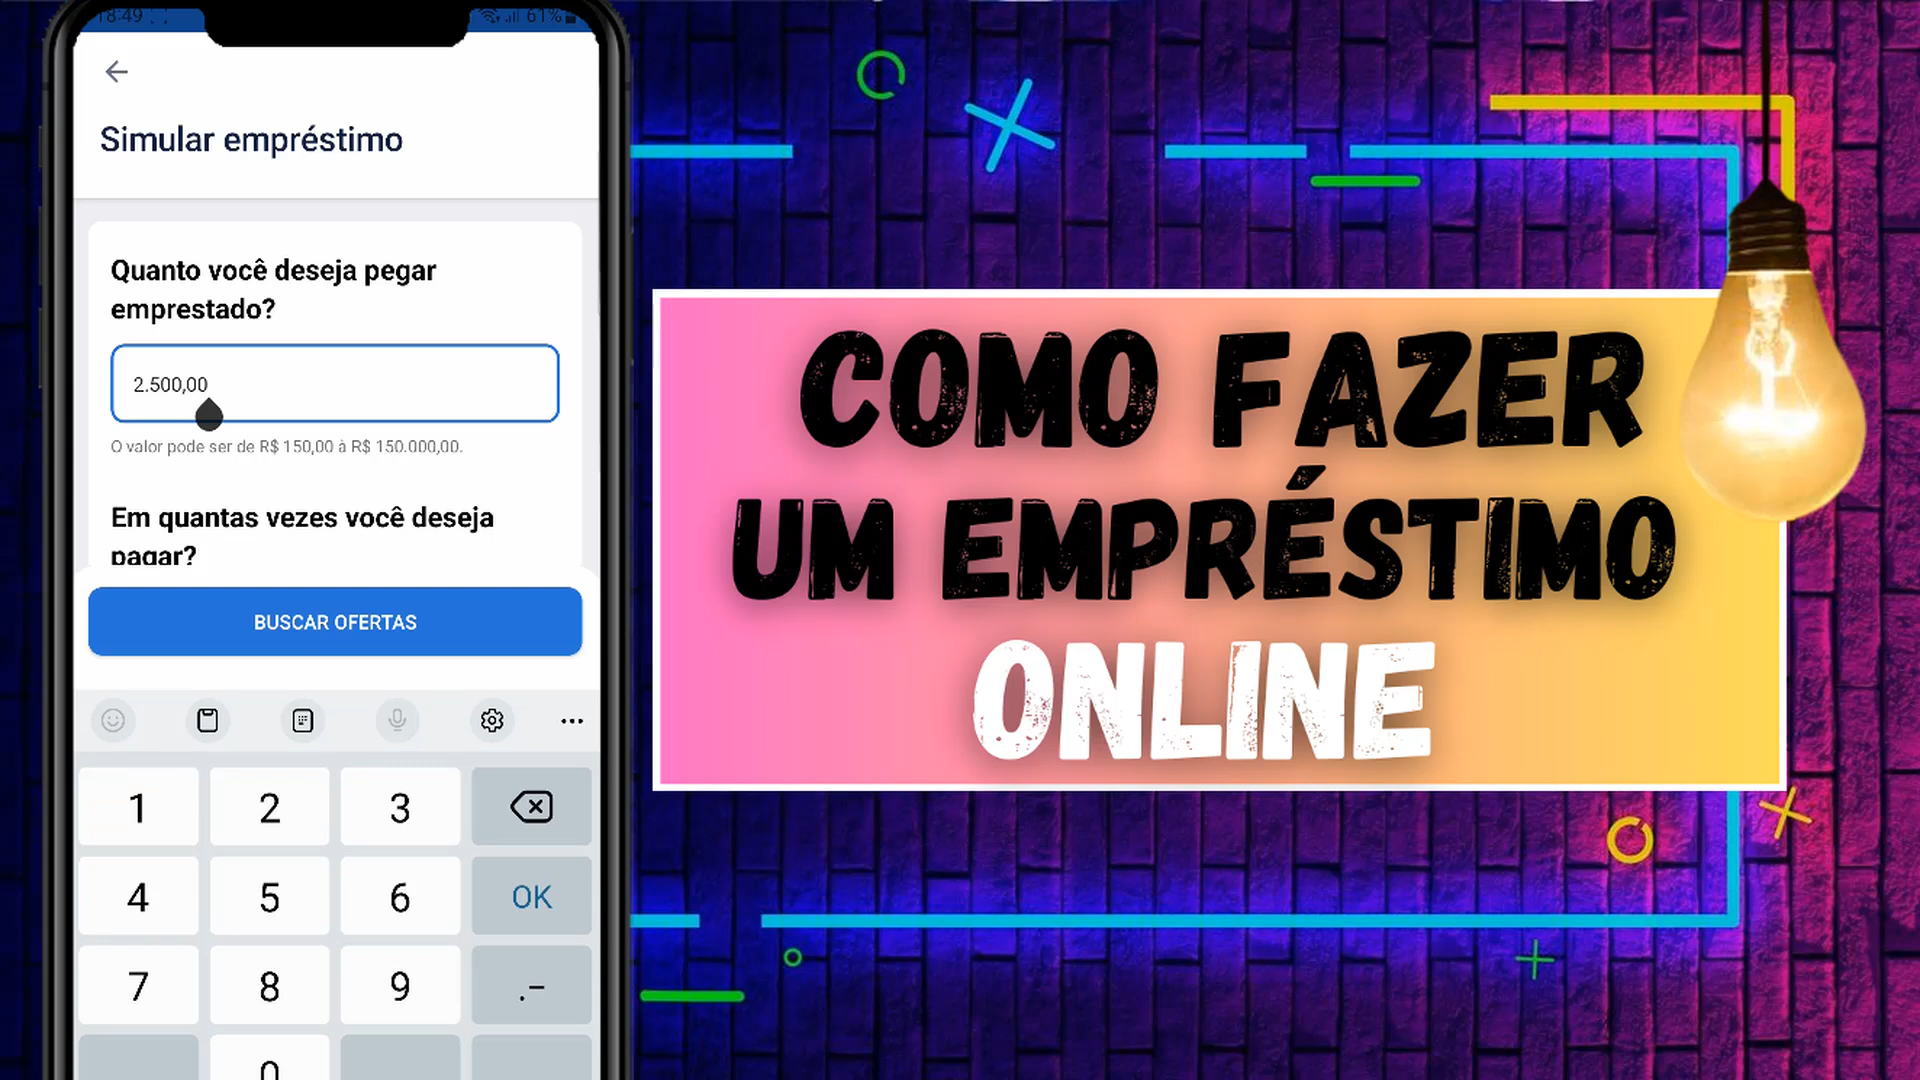 18:49
61%
Simular empréstimo
Quanto você deseja pegar
emprestado?
2.500,00
O valor pode ser de R$ 150,00 à R$ 150.000,00.
Em quantas vezes você deseja
pagar?
BUSCAR OFERTAS
1 2 3
4 5 6 OK
7 8 9 .-
0
COMO FAZER
UM EMPRÉSTIMO
ONLINE